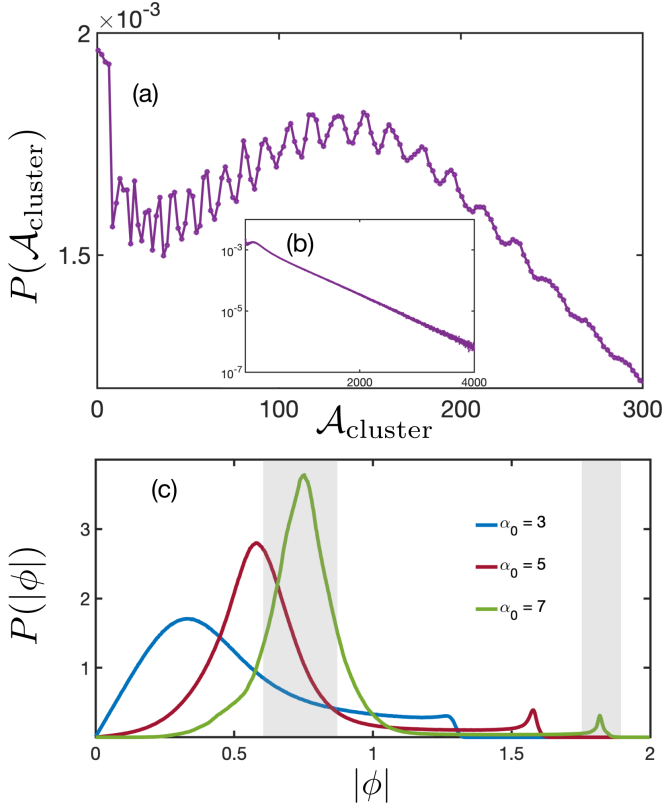 ×10⁻³
2
(a)
P(𝒜cluster)
1.5
(b)
10⁻³
10⁻⁵
10⁻⁷
2000
4000
0
100
200
300
𝒜cluster
(c)
P(|ϕ|)
3
2
1
α₀ = 3
α₀ = 5
α₀ = 7
0
0.5
1
1.5
2
|ϕ|